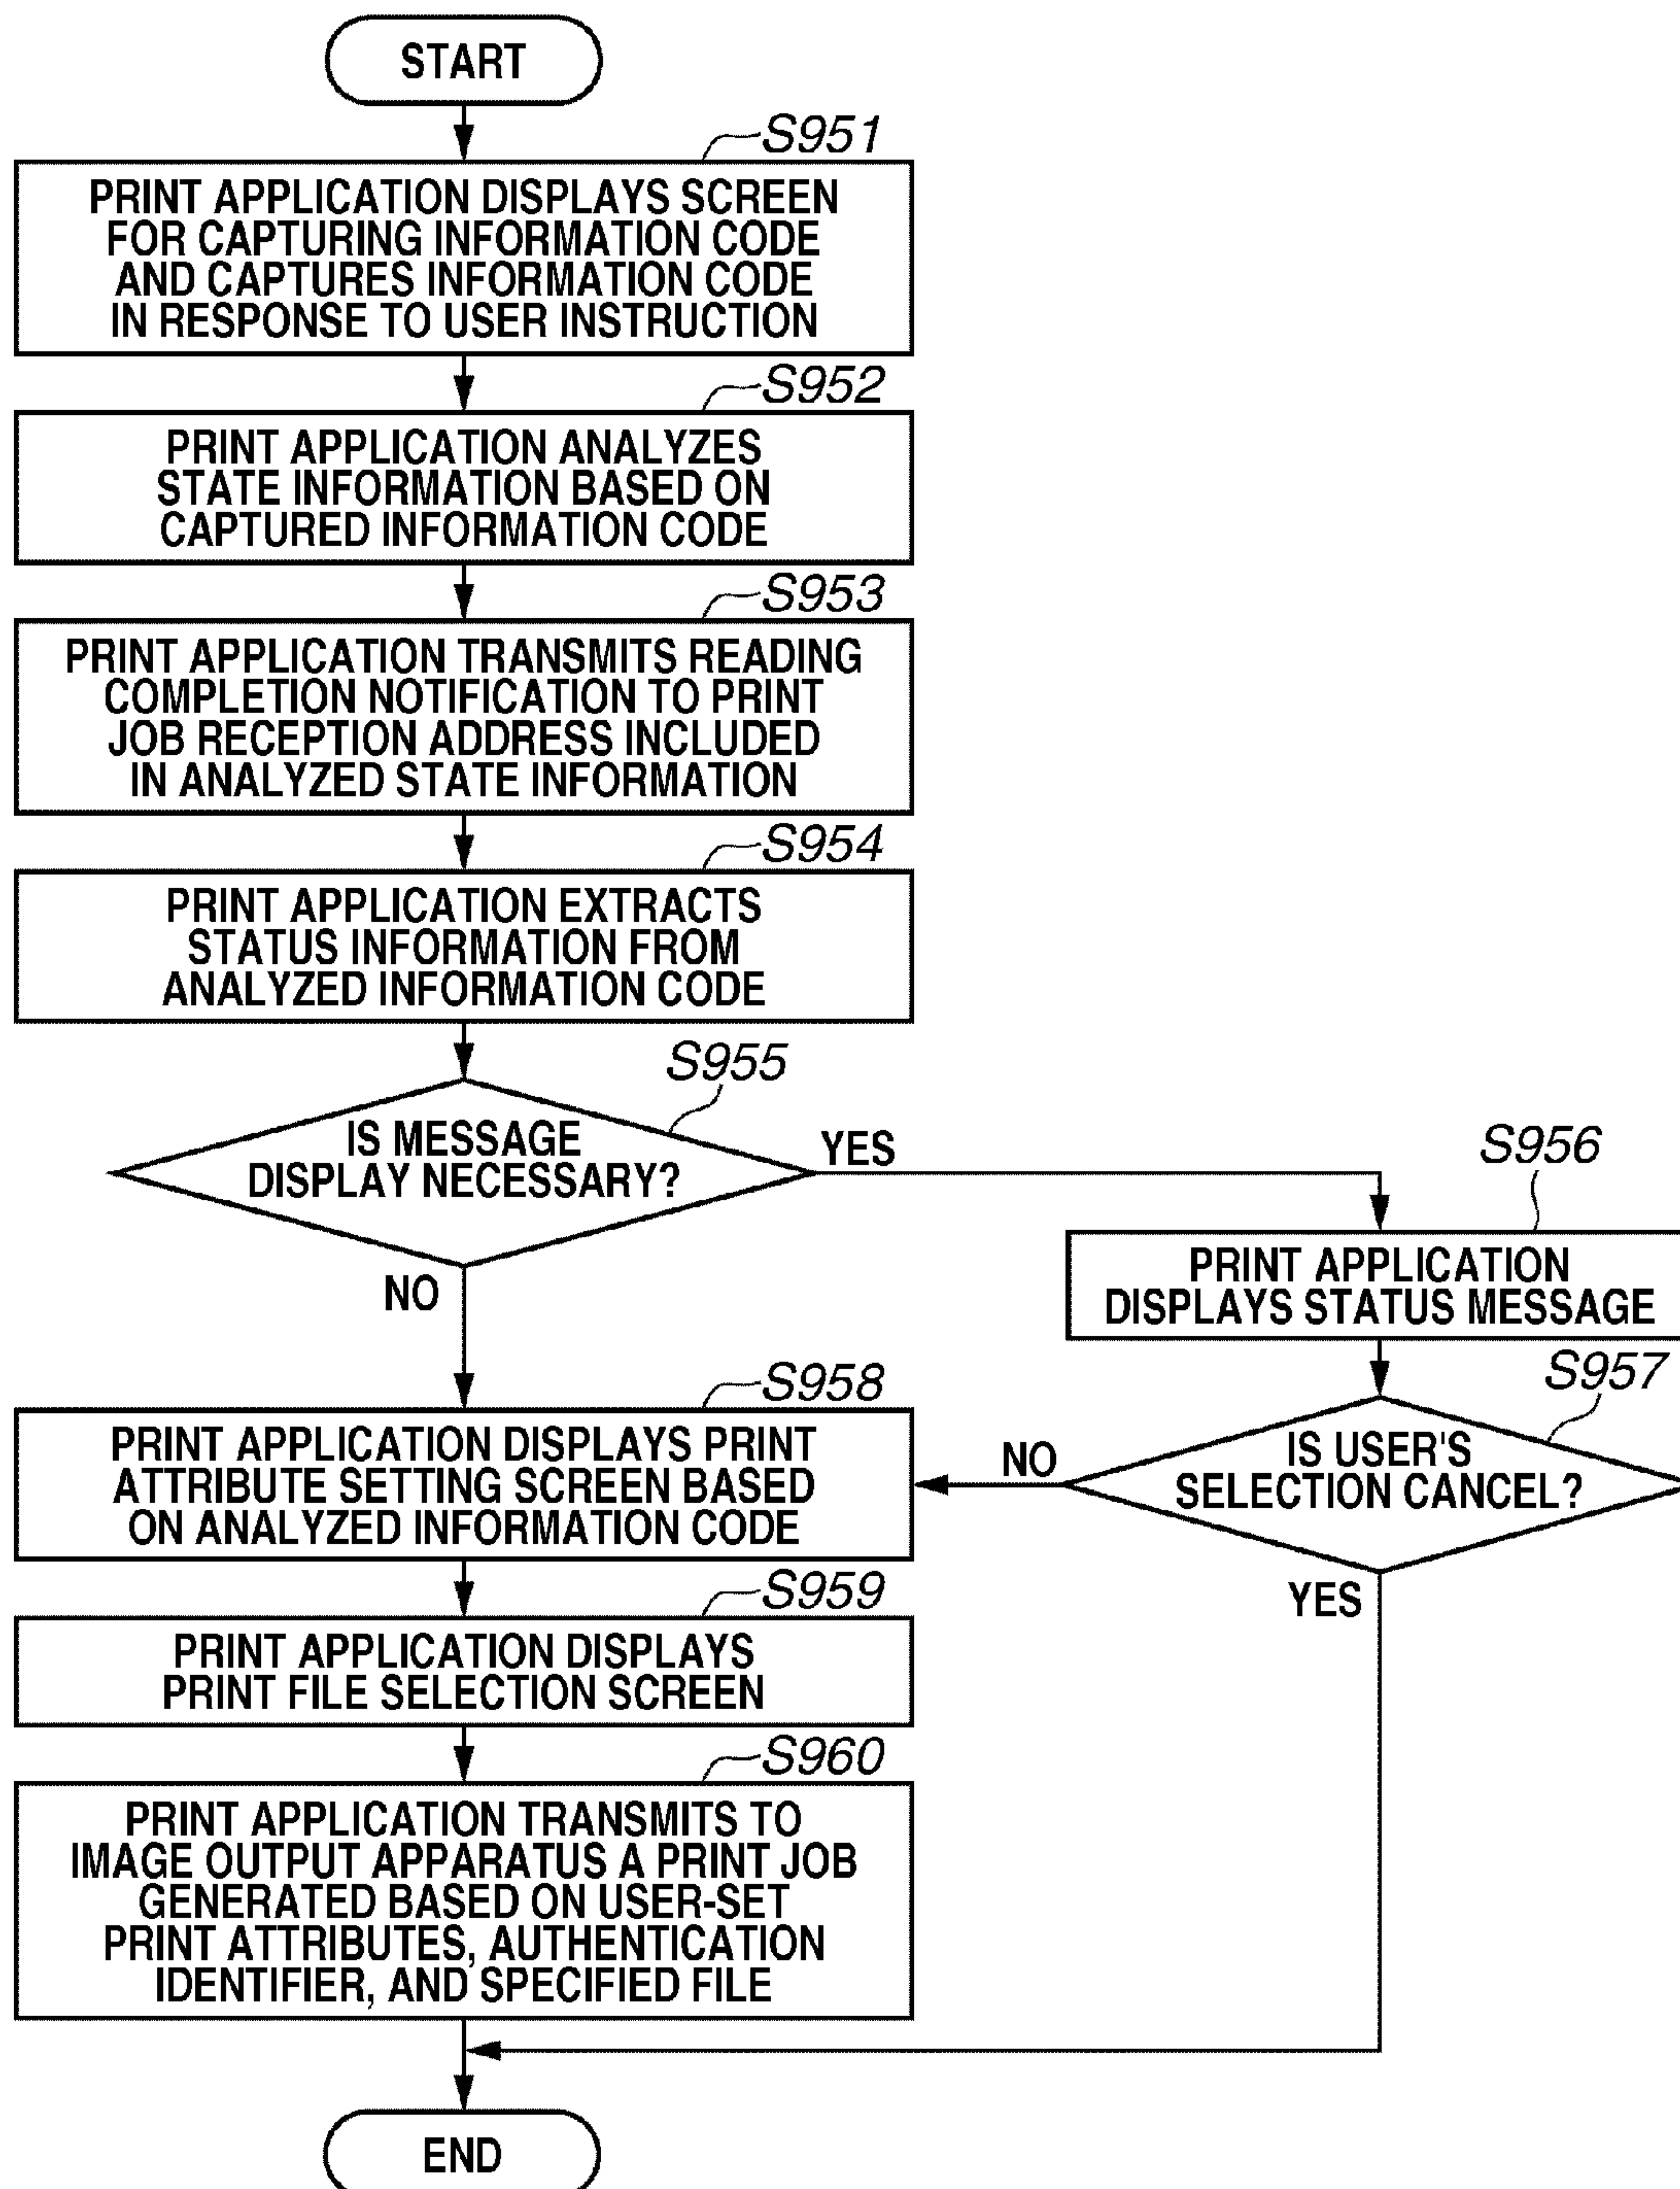 START
S951
PRINT APPLICATION DISPLAYS SCREEN
FOR CAPTURING INFORMATION CODE
AND CAPTURES INFORMATION CODE
IN RESPONSE TO USER INSTRUCTION
S952
PRINT APPLICATION ANALYZES
STATE INFORMATION BASED ON
CAPTURED INFORMATION CODE
S953
PRINT APPLICATION TRANSMITS READING
COMPLETION NOTIFICATION TO PRINT
JOB RECEPTION ADDRESS INCLUDED
IN ANALYZED STATE INFORMATION
S954
PRINT APPLICATION EXTRACTS
STATUS INFORMATION FROM
ANALYZED INFORMATION CODE
S955
IS MESSAGE
DISPLAY NECESSARY?
YES
NO
S956
PRINT APPLICATION
DISPLAYS STATUS MESSAGE
S957
IS USER'S
SELECTION CANCEL?
NO
YES
S958
PRINT APPLICATION DISPLAYS PRINT
ATTRIBUTE SETTING SCREEN BASED
ON ANALYZED INFORMATION CODE
S959
PRINT APPLICATION DISPLAYS
PRINT FILE SELECTION SCREEN
S960
PRINT APPLICATION TRANSMITS TO
IMAGE OUTPUT APPARATUS A PRINT JOB
GENERATED BASED ON USER-SET
PRINT ATTRIBUTES, AUTHENTICATION
IDENTIFIER, AND SPECIFIED FILE
END